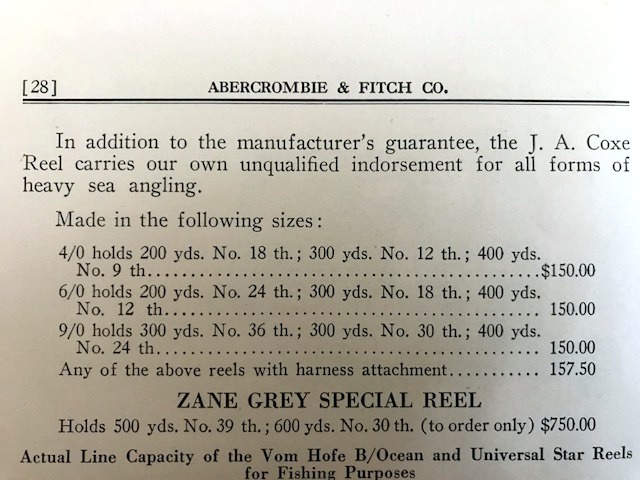 [28] ABERCROMBIE & FITCH CO.
In addition to the manufacturer's guarantee, the J. A. Coxe
Reel carries our own unqualified indorsement for all forms of
heavy sea angling.
Made in the following sizes:
4/0 holds 200 yds. No. 18 th.; 300 yds. No. 12 th.; 400 yds.
No. 9 th.............................................$150.00
6/0 holds 200 yds. No. 24 th.; 300 yds. No. 18 th.; 400 yds.
No. 12 th........................................... 150.00
9/0 holds 300 yds. No. 36 th.; 300 yds. No. 30 th.; 400 yds.
No. 24 th........................................... 150.00
Any of the above reels with harness attachment.......... 157.50
ZANE GREY SPECIAL REEL
Holds 500 yds. No. 39 th.; 600 yds. No. 30 th. (to order only) $750.00
Actual Line Capacity of the Vom Hofe B/Ocean and Universal Star Reels
for Fishing Purposes